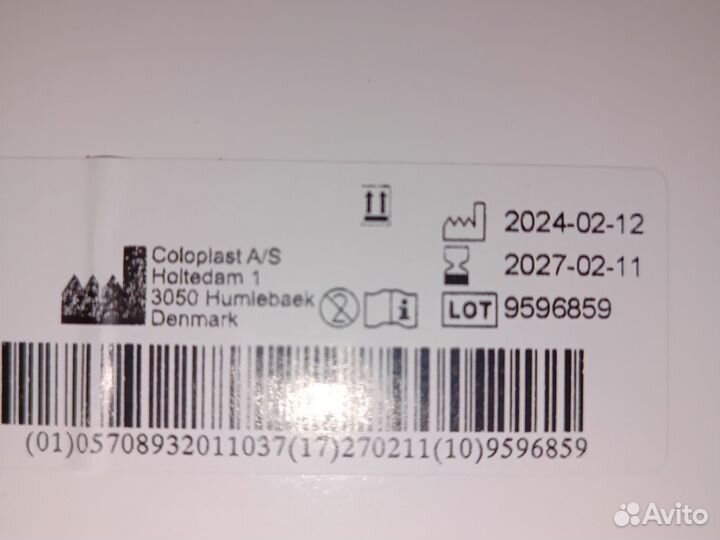 Coloplast A/S
Holtedam 1
3050 Humlebaek
Denmark
2024-02-12
2027-02-11
LOT 9596859
(01)05708932011037(17)270211(10)9596859
Avito